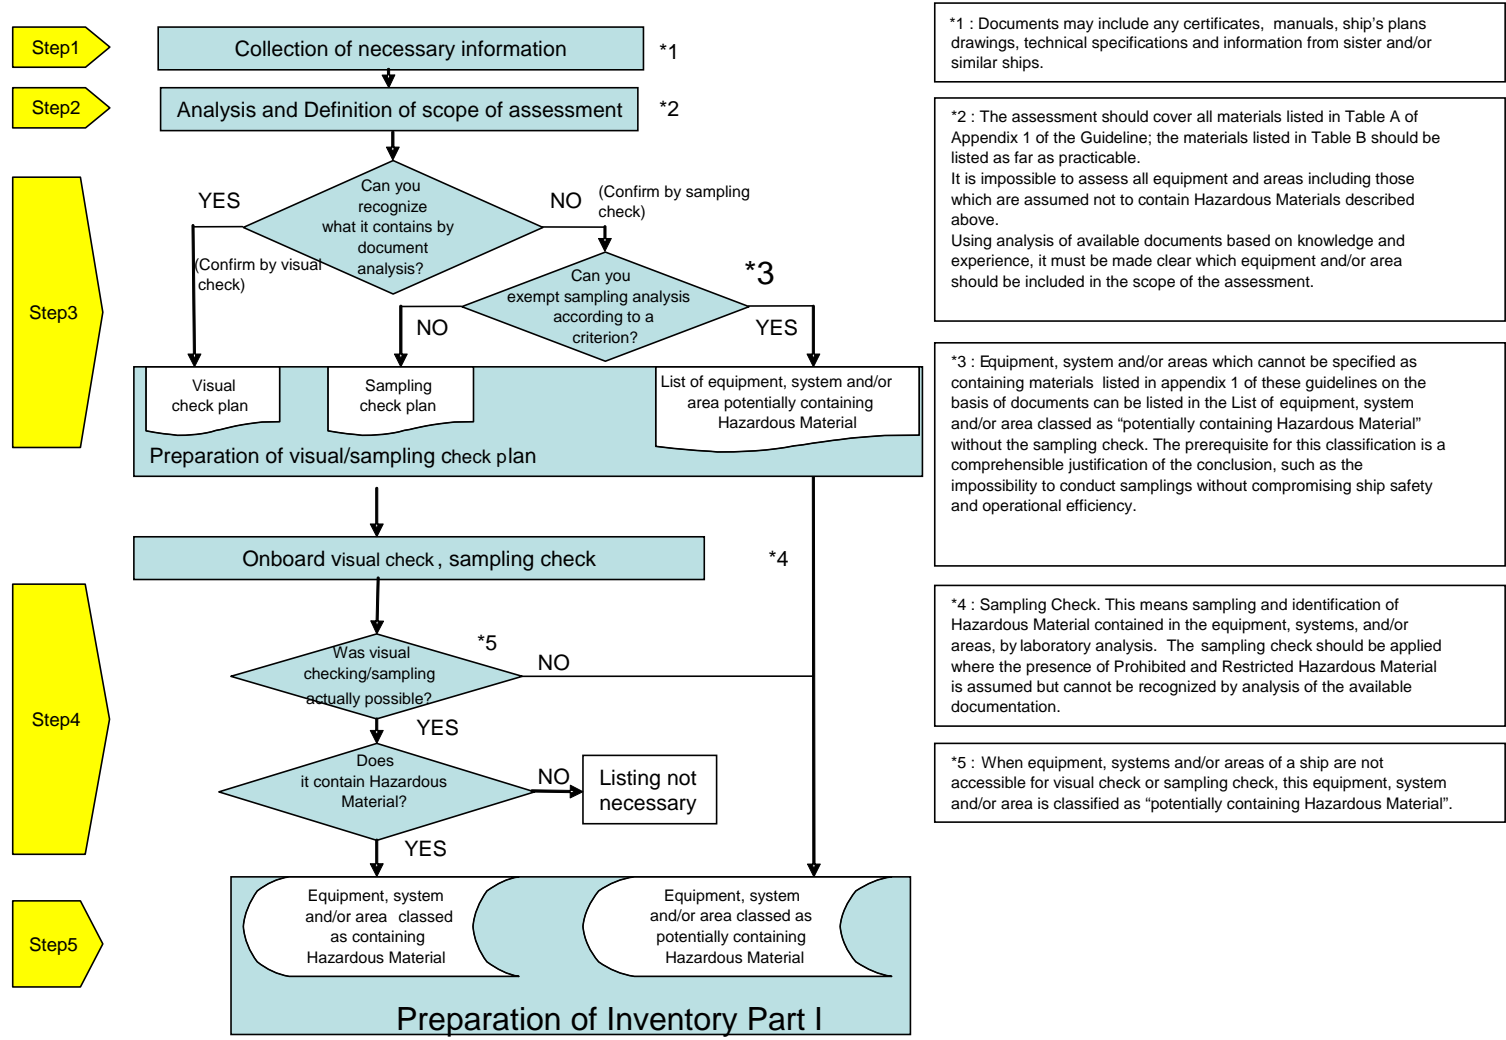 Step1
Collection of necessary information
*1
Step2
Analysis and Definition of scope of assessment
*2
Step3
Can you
recognize
what it contains by
document
analysis?
YES
(Confirm by visual
check)
NO
(Confirm by sampling
check)
Can you
exempt sampling analysis
according to a
criterion?
*3
NO
YES
Visual
check plan
Sampling
check plan
List of equipment, system and/or
area potentially containing
Hazardous Material
Preparation of visual/sampling check plan
Onboard visual check, sampling check
*4
Step4
Was visual
checking/sampling
actually possible?
*5
NO
YES
Does
it contain Hazardous
Material?
NO
Listing not
necessary
YES
Step5
Equipment, system
and/or area classed
as containing
Hazardous Material
Equipment, system
and/or area classed as
potentially containing
Hazardous Material
Preparation of Inventory Part I
*1 : Documents may include any certificates, manuals, ship's plans
drawings, technical specifications and information from sister and/or
similar ships.
*2 : The assessment should cover all materials listed in Table A of
Appendix 1 of the Guideline; the materials listed in Table B should be
listed as far as practicable.
It is impossible to assess all equipment and areas including those
which are assumed not to contain Hazardous Materials described
above.
Using analysis of available documents based on knowledge and
experience, it must be made clear which equipment and/or area
should be included in the scope of the assessment.
*3 : Equipment, system and/or areas which cannot be specified as
containing materials listed in appendix 1 of these guidelines on the
basis of documents can be listed in the List of equipment, system
and/or area classed as “potentially containing Hazardous Material”
without the sampling check. The prerequisite for this classification is a
comprehensible justification of the conclusion, such as the
impossibility to conduct samplings without compromising ship safety
and operational efficiency.
*4 : Sampling Check. This means sampling and identification of
Hazardous Material contained in the equipment, systems, and/or
areas, by laboratory analysis. The sampling check should be applied
where the presence of Prohibited and Restricted Hazardous Material
is assumed but cannot be recognized by analysis of the available
documentation.
*5 : When equipment, systems and/or areas of a ship are not
accessible for visual check or sampling check, this equipment, system
and/or area is classified as “potentially containing Hazardous Material”.